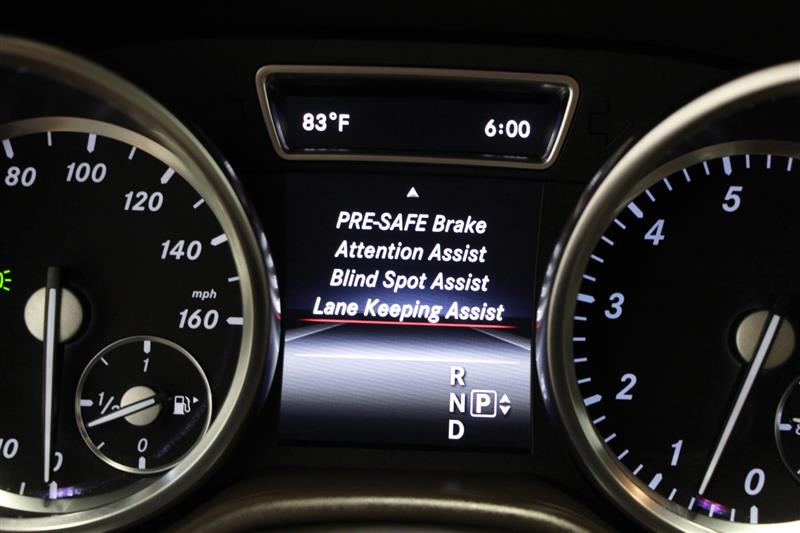 83°F 6:00
PRE-SAFE Brake
Attention Assist
Blind Spot Assist
Lane Keeping Assist
R
N P
D
80
100
120
140
mph
160
1
1/2
0
0
5
4
3
2
1
0